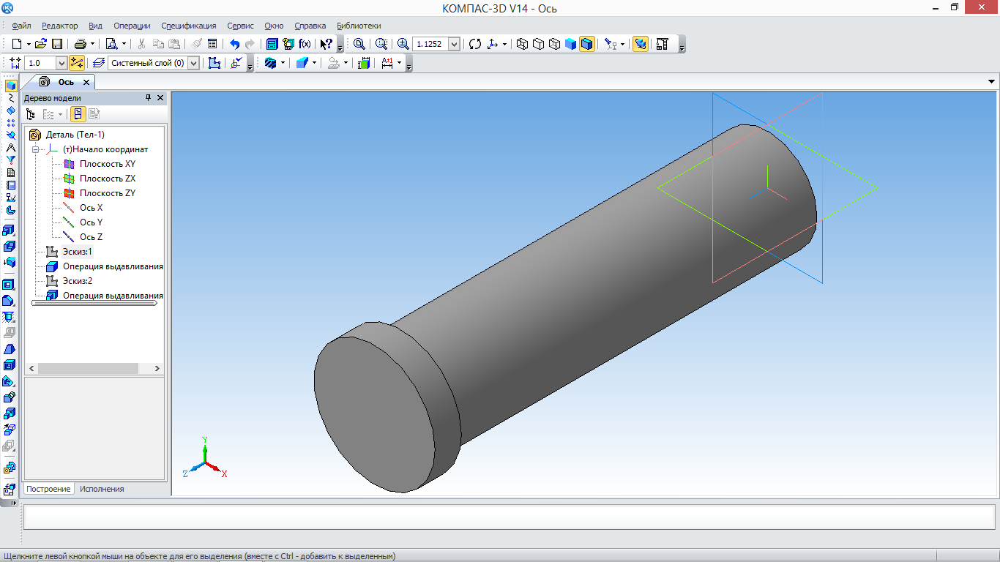 КОМПАС-3D V14 - Ось
Файл Редактор Вид Операции Спецификация Сервис Окно Справка Библиотеки
f(x) 1.1252
1.0 Системный слой (0)
Ось
Дерево модели
Деталь (Тел-1)
(т)Начало координат
Плоскость XY
Плоскость ZX
Плоскость ZY
Ось X
Ось Y
Ось Z
Эскиз:1
Операция выдавливания
Эскиз:2
Операция выдавливания
Y
Z X
Построение Исполнения
Щелкните левой кнопкой мыши на объекте для его выделения (вместе с Ctrl - добавить к выделенным)